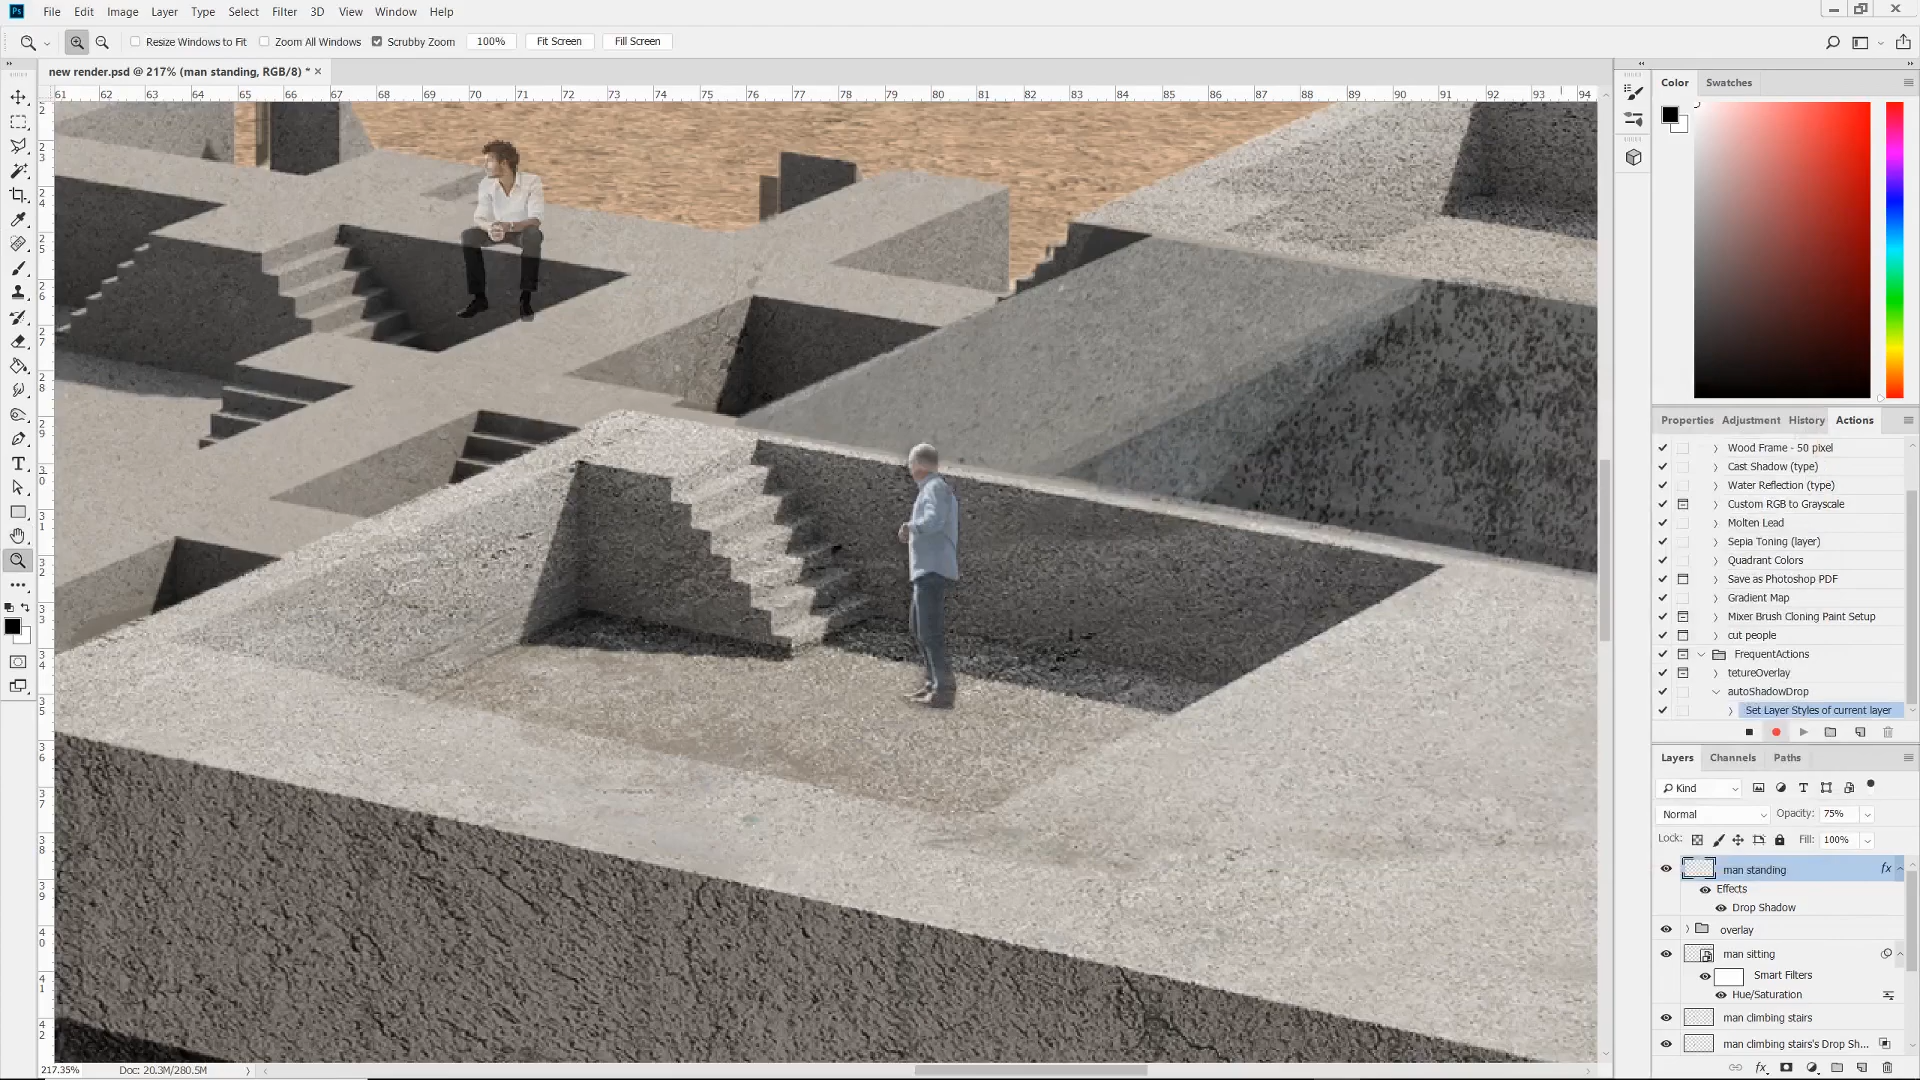 Ps File Edit Image Layer Type Select Filter 3D View Window Help
Resize Windows to Fit Zoom All Windows Scrubby Zoom 100% Fit Screen Fill Screen
new render.psd @ 217% (man standing, RGB/8) * ×
61 62 63 64 65 66 67 68 69 70 71 72 73 74 75 76 77 78 79 80 81 82 83 84 85 86 87 88 89 90 91 92 93 94
Color Swatches
Properties Adjustment History Actions
Wood Frame - 50 pixel
Cast Shadow (type)
Water Reflection (type)
Custom RGB to Grayscale
Molten Lead
Sepia Toning (layer)
Quadrant Colors
Save as Photoshop PDF
Gradient Map
Mixer Brush Cloning Paint Setup
cut people
FrequentActions
tetureOverlay
autoShadowDrop
Set Layer Styles of current layer
Layers Channels Paths
Kind
Normal Opacity: 75%
Lock: Fill: 100%
man standing fx
Effects
Drop Shadow
overlay
man sitting
Smart Filters
Hue/Saturation
man climbing stairs
man climbing stairs's Drop Sh...
217.35% Doc: 20.3M/280.5M
fx